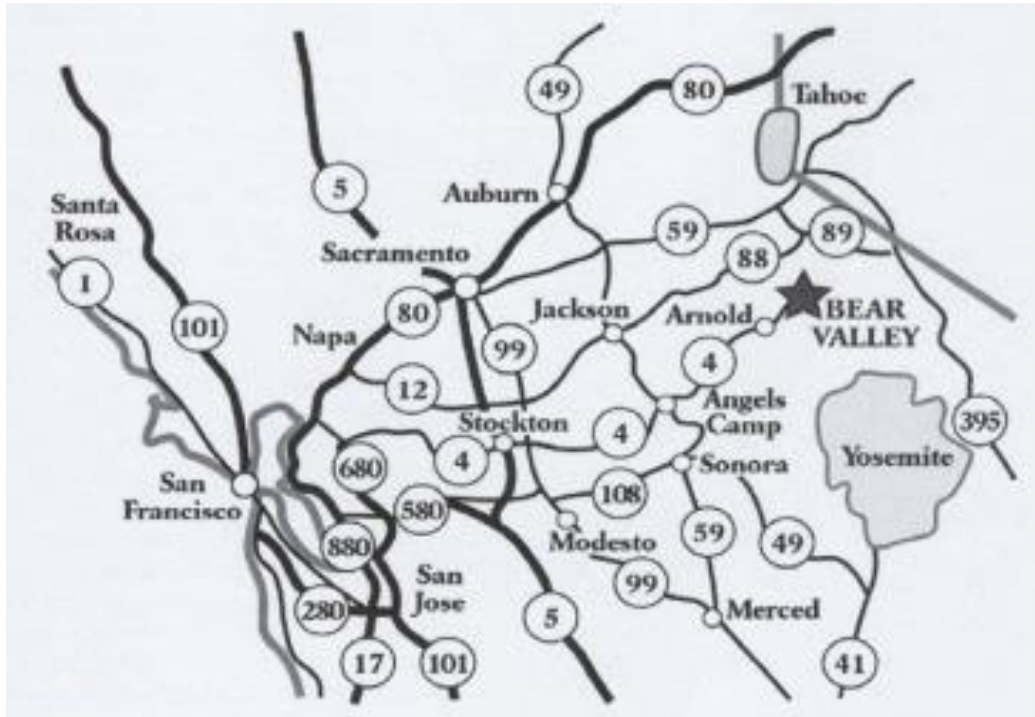 49
80
Tahoe
5
Auburn
Santa
Rosa
59
89
Sacramento
88
1
80
Jackson
Arnold
BEAR
VALLEY
101
Napa
99
4
12
Angels
Camp
395
Stockton
4
4
680
Sonora
Yosemite
San
Francisco
580
108
880
Modesto
59
49
San
Jose
99
280
5
Merced
17
101
41